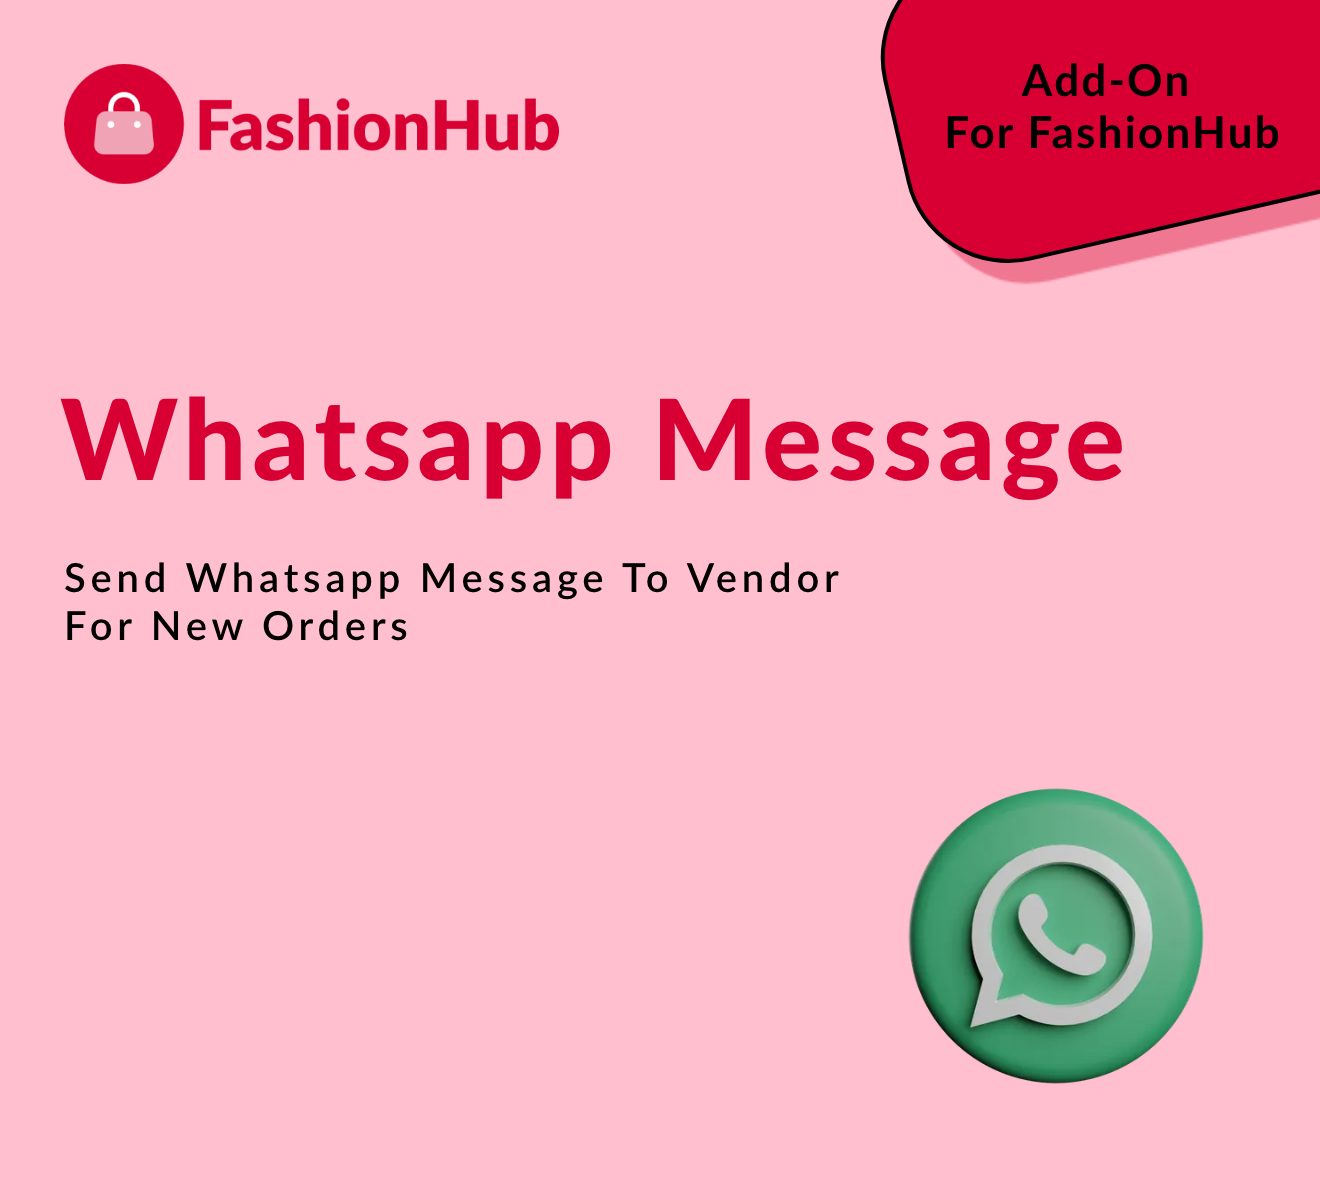 FashionHub
Add-On
For FashionHub
Whatsapp Message
Send Whatsapp Message To Vendor
For New Orders